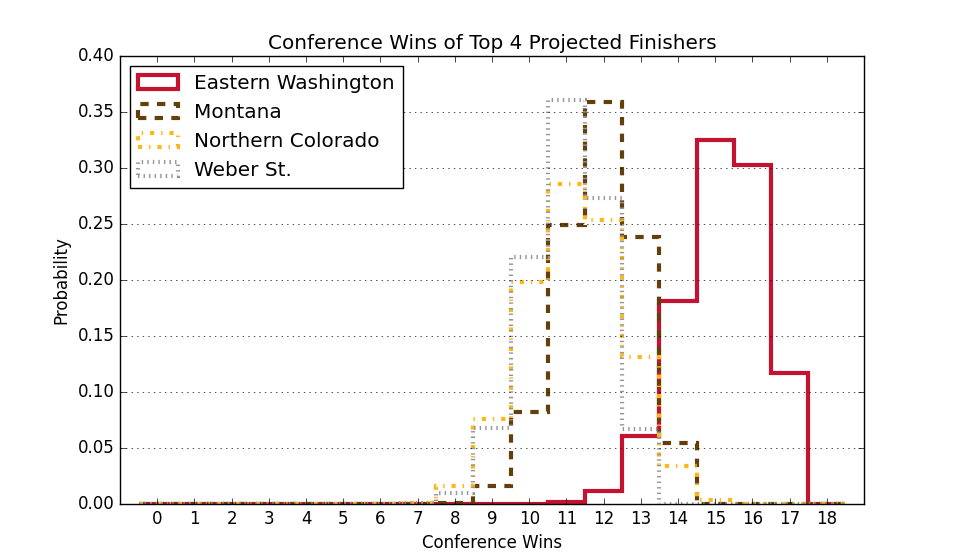 Conference Wins of Top 4 Projected Finishers
Eastern Washington
Montana
Northern Colorado
Weber St.
Probability
0.40
0.35
0.30
0.25
0.20
0.15
0.10
0.05
0.00
0 1 2 3 4 5 6 7 8 9 10 11 12 13 14 15 16 17 18
Conference Wins